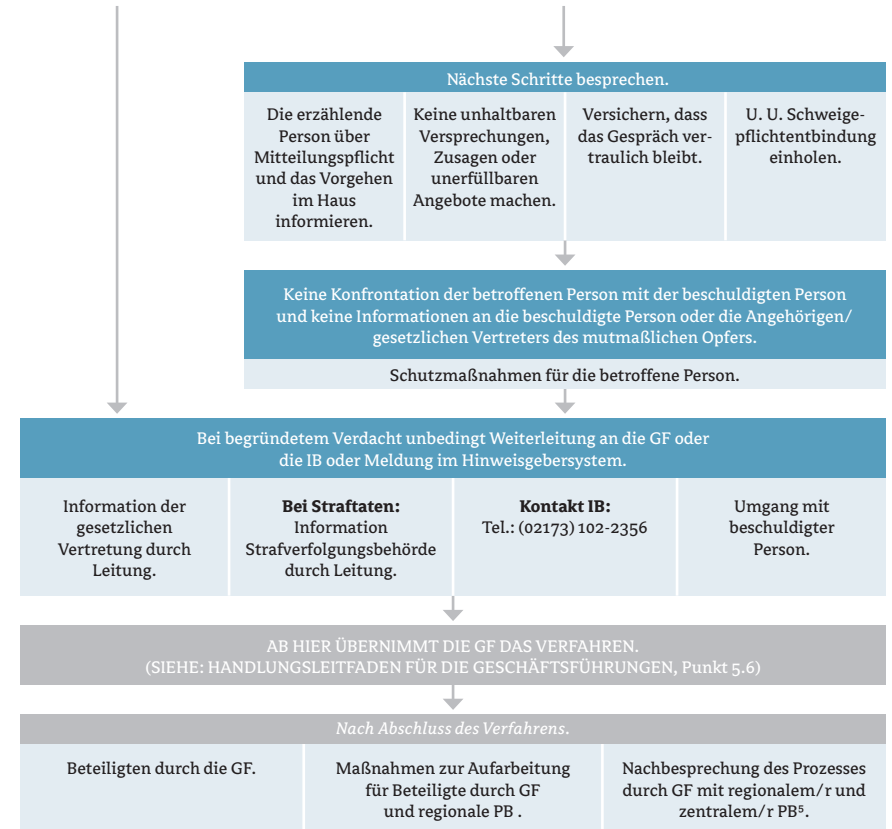 Nächste Schritte besprechen.
Die erzählende
Person über
Mitteilungspflicht
und das Vorgehen
im Haus
informieren.
Keine unhaltbaren
Versprechungen,
Zusagen oder
unerfüllbaren
Angebote machen.
Versichern, dass
das Gespräch ver-
traulich bleibt.
U. U. Schweige-
pflichtentbindung
einholen.
Keine Konfrontation der betroffenen Person mit der beschuldigten Person
und keine Informationen an die beschuldigte Person oder die Angehörigen/
gesetzlichen Vertreters des mutmaßlichen Opfers.
Schutzmaßnahmen für die betroffene Person.
Bei begründetem Verdacht unbedingt Weiterleitung an die GF oder
die IB oder Meldung im Hinweisgebersystem.
Information der
gesetzlichen
Vertretung durch
Leitung.
Bei Straftaten:
Information
Strafverfolgungsbehörde
durch Leitung.
Kontakt IB:
Tel.: (02173) 102-2356
Umgang mit
beschuldigter
Person.
AB HIER ÜBERNIMMT DIE GF DAS VERFAHREN.
(SIEHE: HANDLUNGSLEITFADEN FÜR DIE GESCHÄFTSFÜHRUNGEN, Punkt 5.6)
Nach Abschluss des Verfahrens.
Beteiligten durch die GF.
Maßnahmen zur Aufarbeitung
für Beteiligte durch GF
und regionale PB .
Nachbesprechung des Prozesses
durch GF mit regionalem/r und
zentralem/r PB⁵.